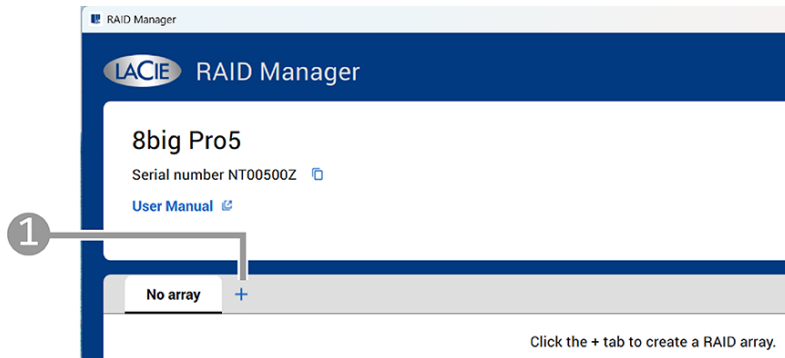 RAID Manager
LACIE RAID Manager
8big Pro5
Serial number NT00500Z
User Manual
1
No array +
Click the + tab to create a RAID array.